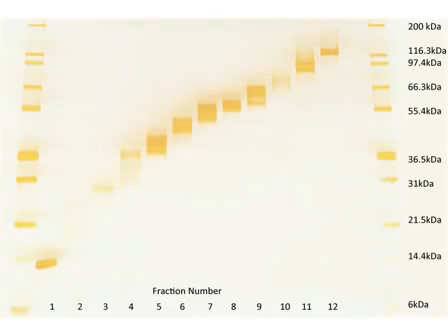 200 kDa
116.3kDa
97.4kDa
66.3kDa
55.4kDa
36.5kDa
31kDa
21.5kDa
14.4kDa
6kDa
Fraction Number
1 2 3 4 5 6 7 8 9 10 11 12